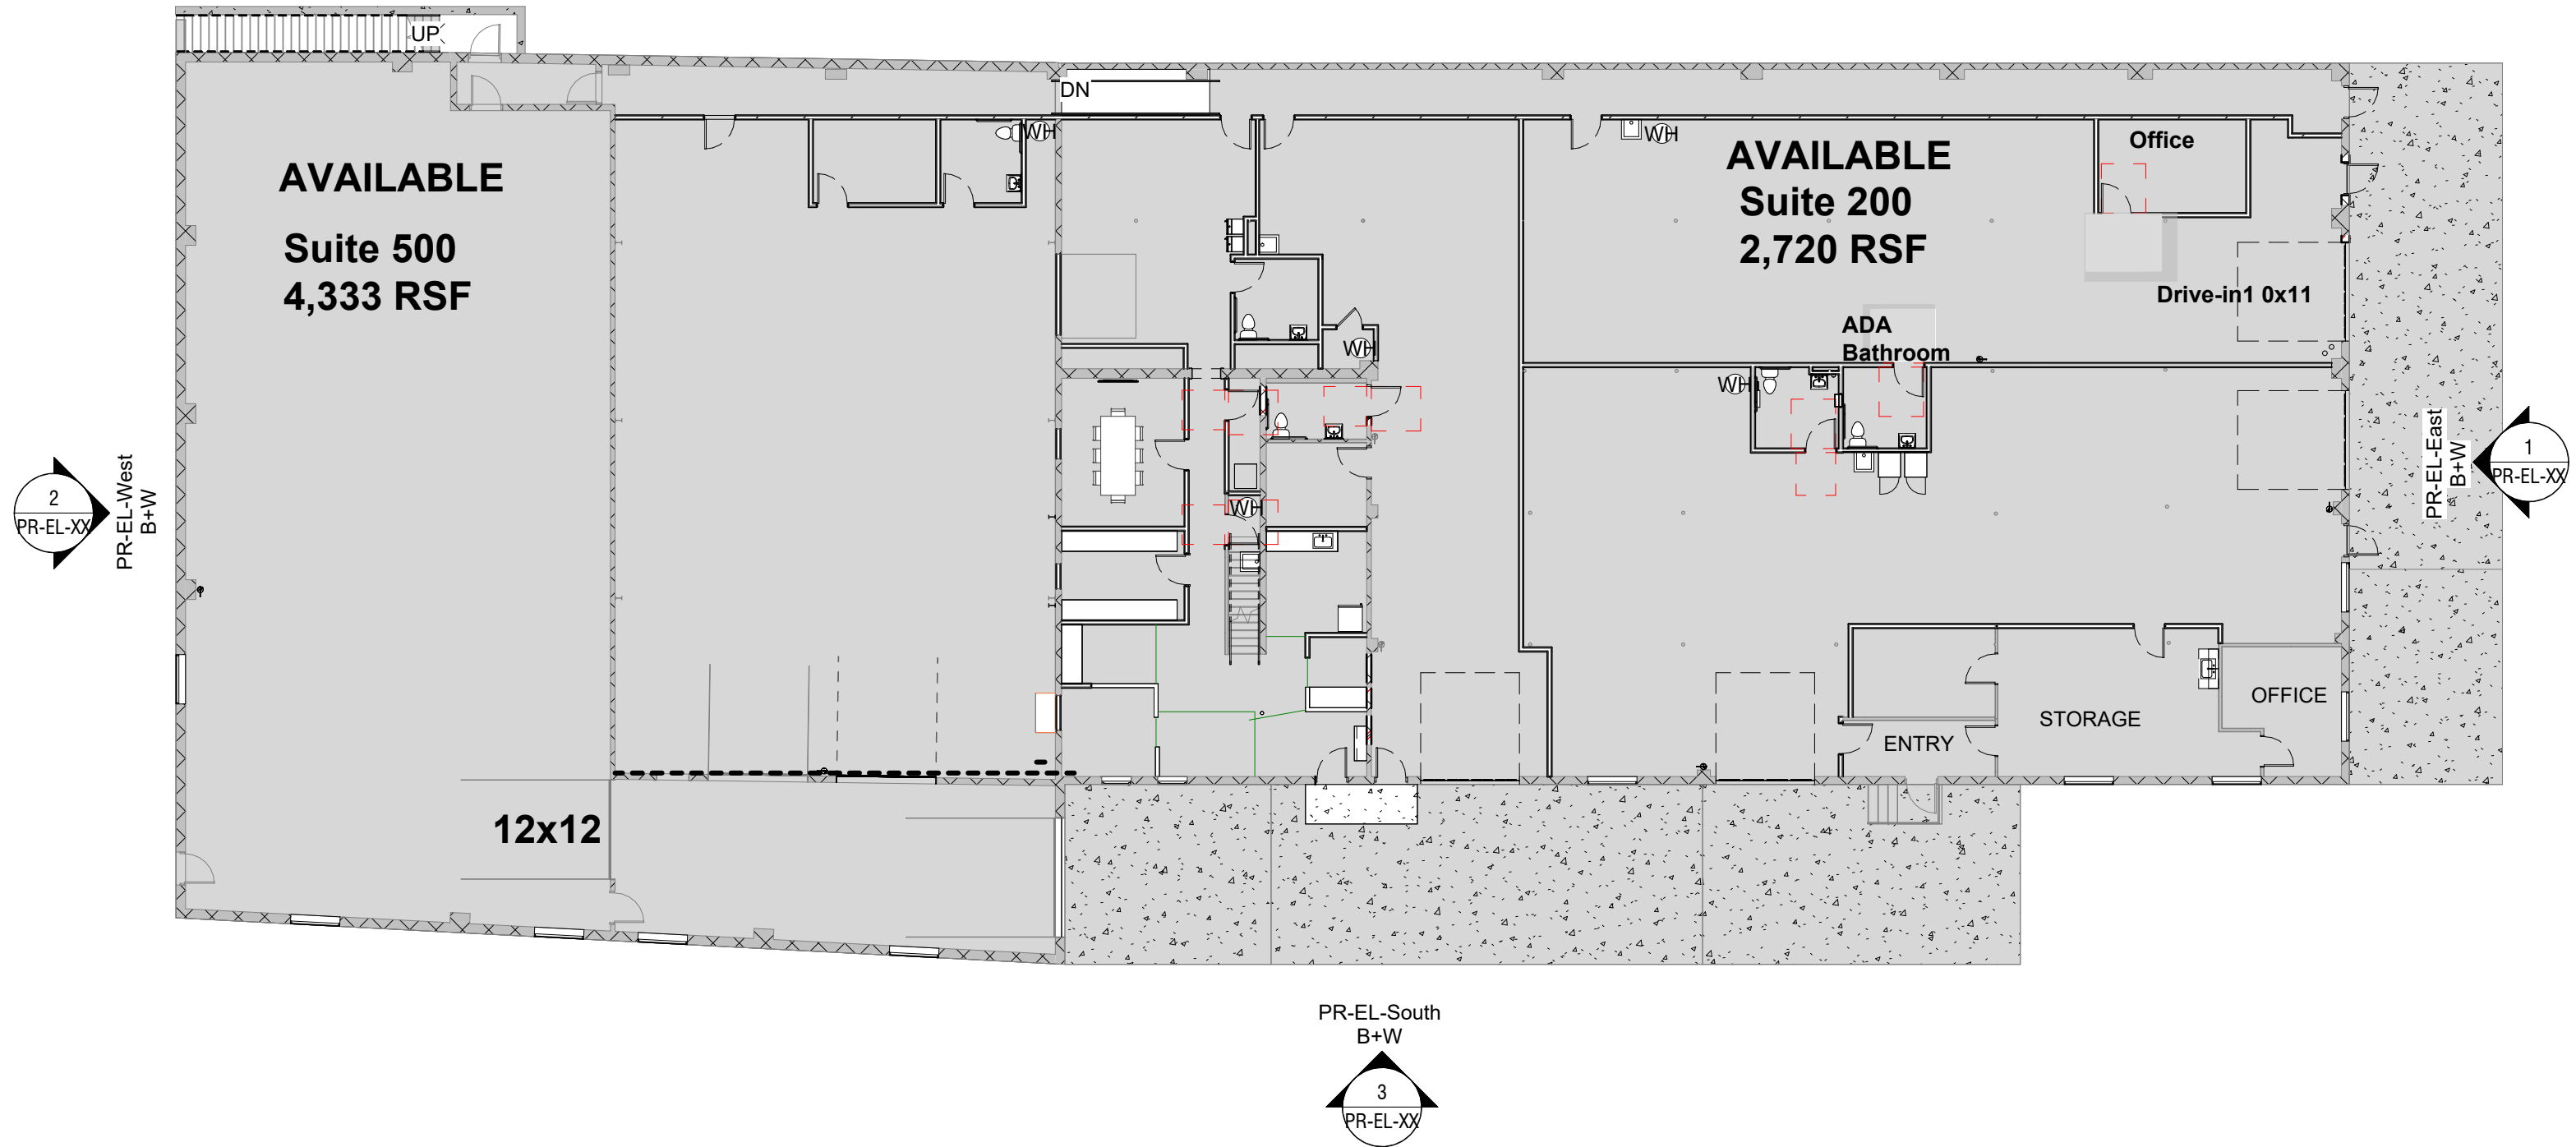 UP
DN
WH
WH
AVAILABLE
Suite 500
4,333 RSF
AVAILABLE
Suite 200
2,720 RSF
Office
Drive-in1 0x11
ADA
Bathroom
WH
WH
WH
2
PR-EL-XX
PR-EL-West
B+W
PR-EL-East
B+W
1
PR-EL-XX
OFFICE
STORAGE
ENTRY
12x12
PR-EL-South
B+W
3
PR-EL-XX